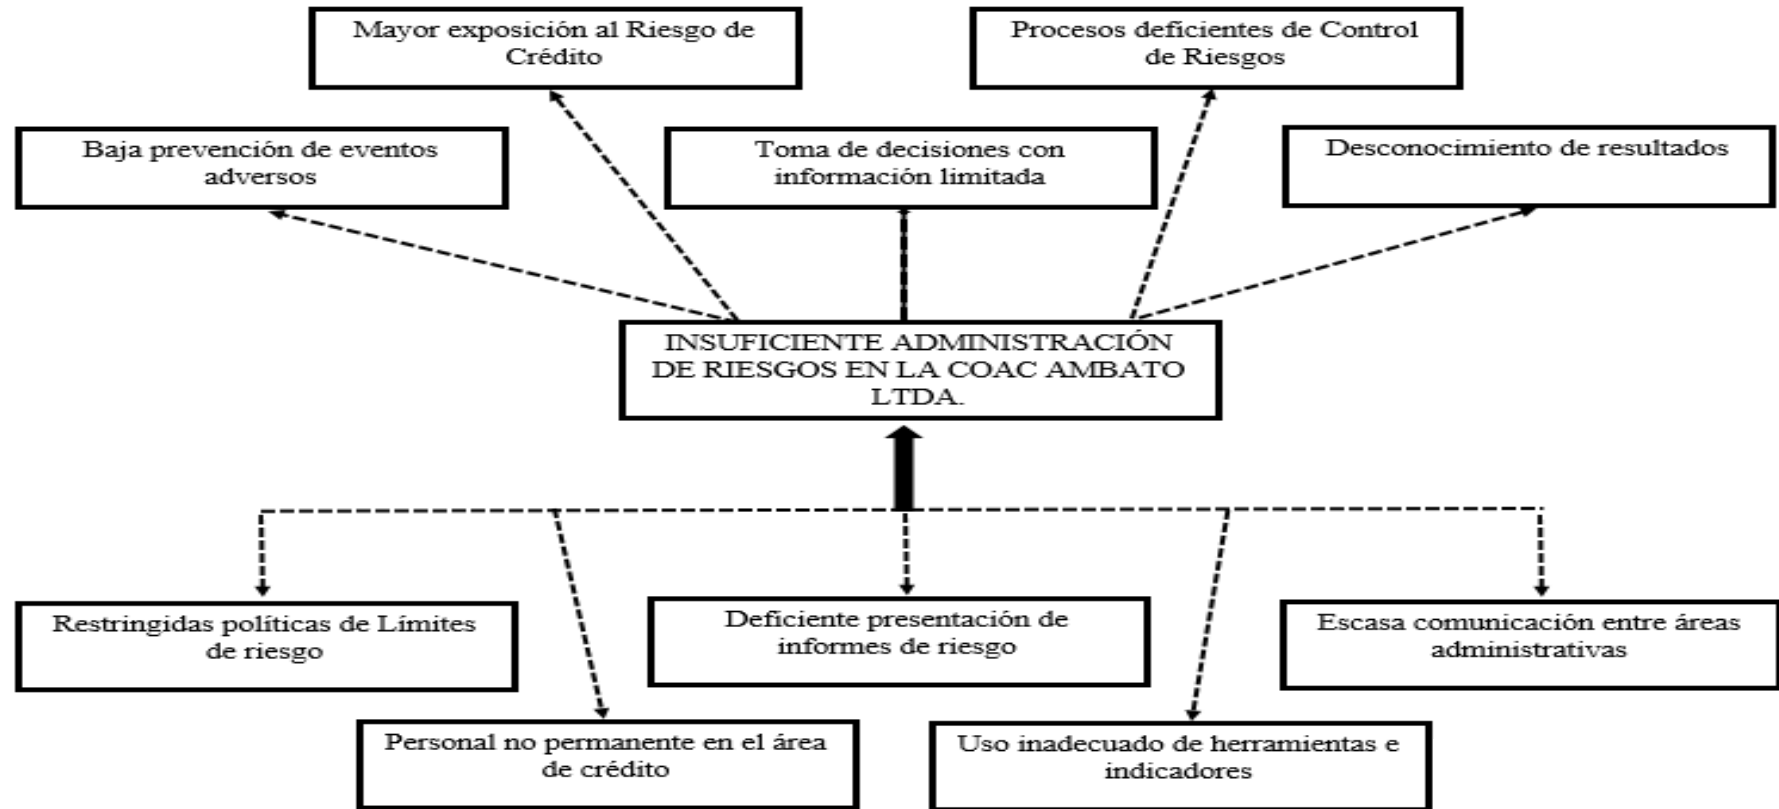 Mayor exposición al Riesgo de
Crédito
Procesos deficientes de Control
de Riesgos
Baja prevención de eventos
adversos
Toma de decisiones con
información limitada
Desconocimiento de resultados
INSUFICIENTE ADMINISTRACIÓN
DE RIESGOS EN LA COAC AMBATO
LTDA.
Restringidas políticas de Límites
de riesgo
Deficiente presentación de
informes de riesgo
Escasa comunicación entre áreas
administrativas
Personal no permanente en el área
de crédito
Uso inadecuado de herramientas e
indicadores